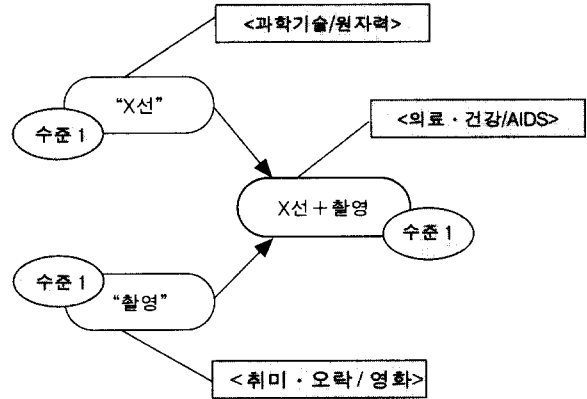 <과학기술/원자력>
“X선”
수준 1
<의료 · 건강/AIDS>
X선 + 촬영
수준 1
수준 1
“촬영”
<취미 · 오락 / 영화>